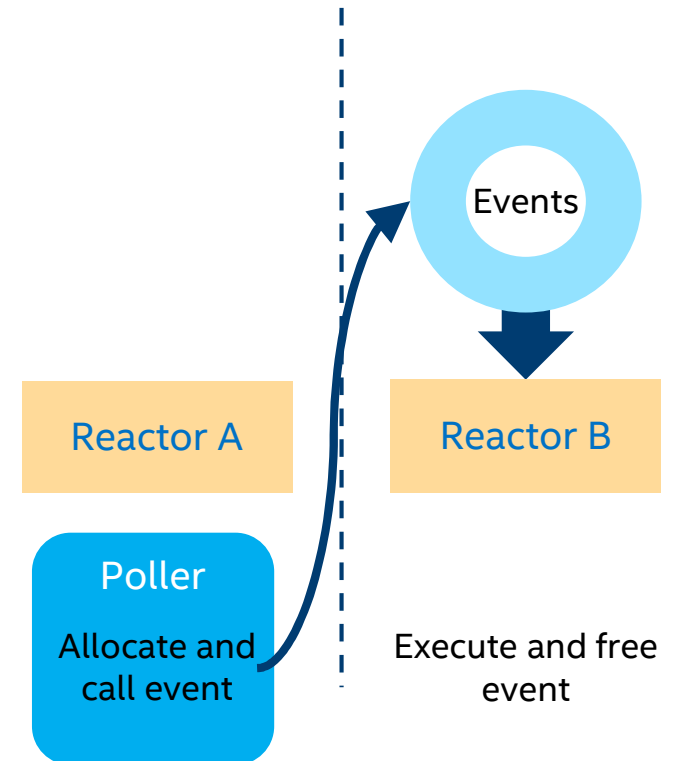 Events
Reactor A
Reactor B
Poller
Allocate and
call event
Execute and free
event